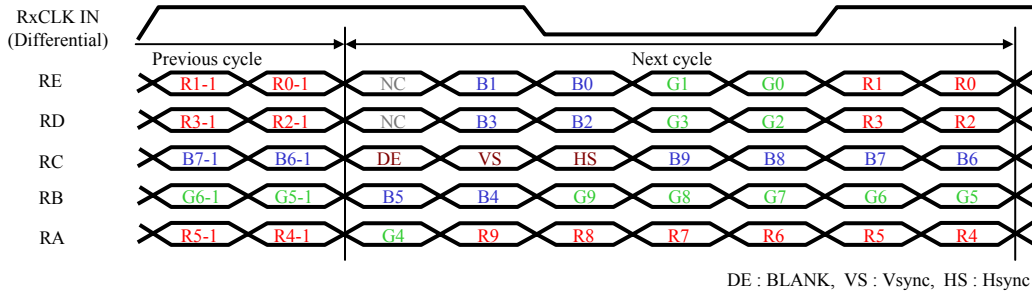 RxCLK IN
(Differential)
Previous cycle Next cycle
RE R1-1 R0-1 NC B1 B0 G1 G0 R1 R0
RD R3-1 R2-1 NC B3 B2 G3 G2 R3 R2
RC B7-1 B6-1 DE VS HS B9 B8 B7 B6
RB G6-1 G5-1 B5 B4 G9 G8 G7 G6 G5
RA R5-1 R4-1 G4 R9 R8 R7 R6 R5 R4
DE : BLANK, VS : Vsync, HS : Hsync